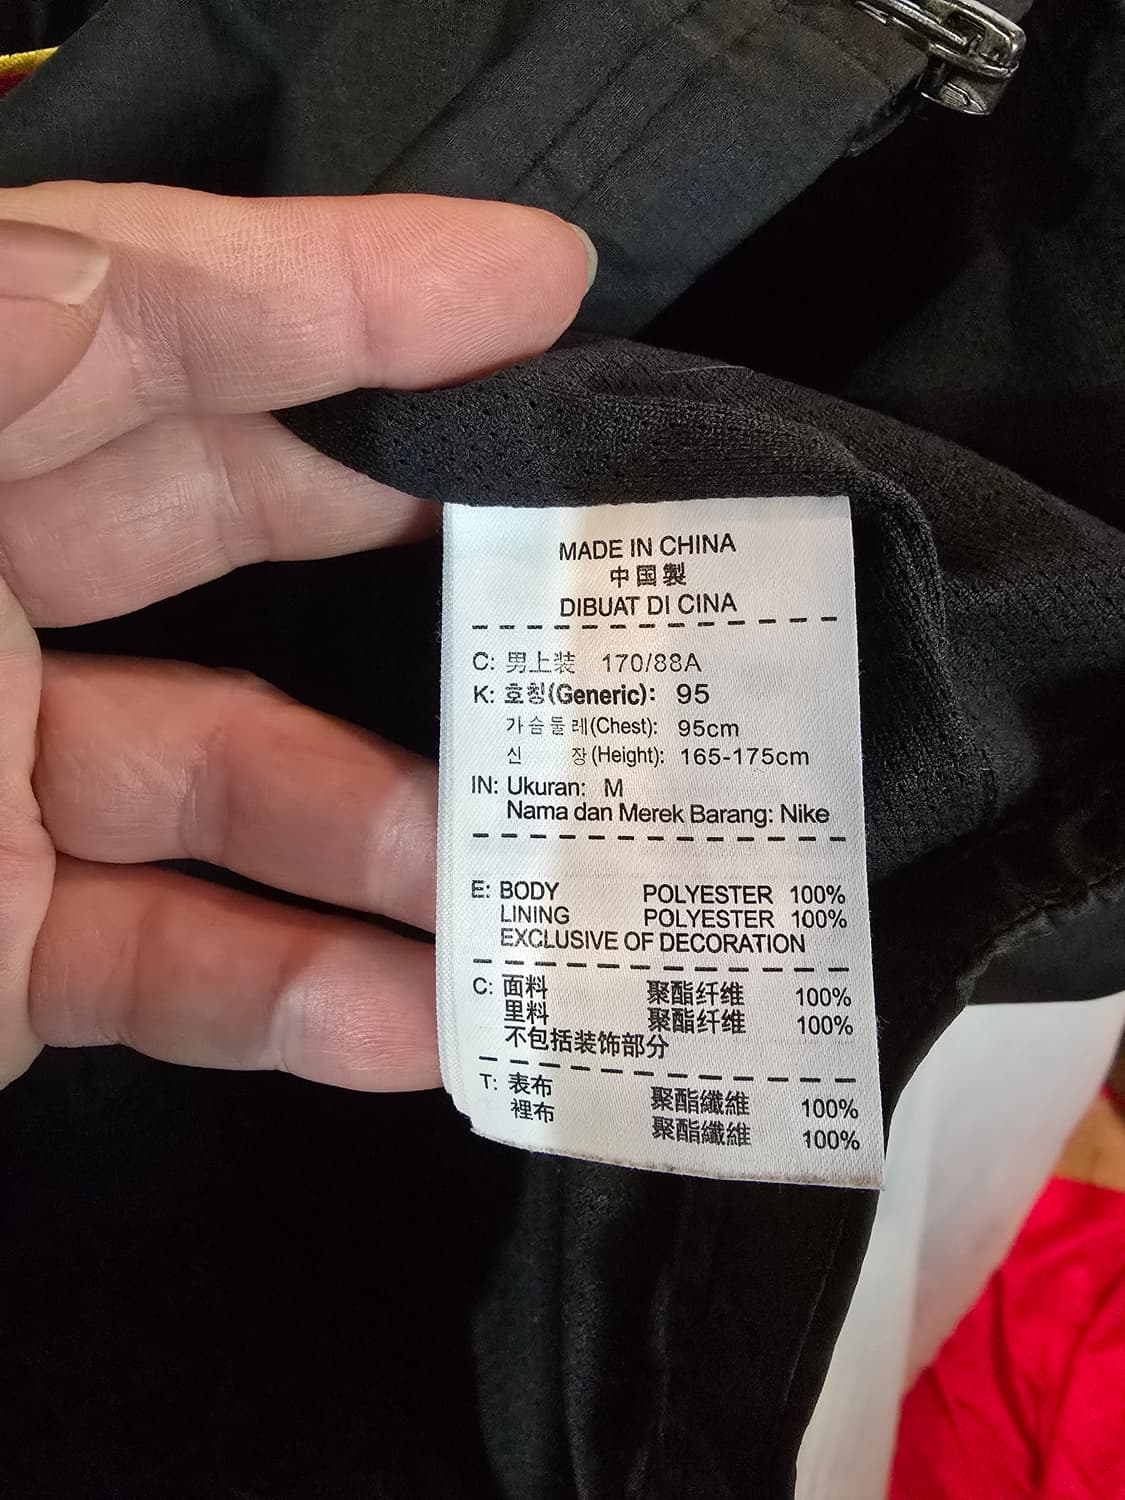 MADE IN CHINA
中国製
DIBUAT DI CINA
C: 男上装 170/88A
K: 호칭(Generic): 95
가슴둘레(Chest): 95cm
신 장(Height): 165-175cm
IN: Ukuran: M
Nama dan Merek Barang: Nike
E: BODY POLYESTER 100%
LINING POLYESTER 100%
EXCLUSIVE OF DECORATION
C: 面料 聚酯纤维 100%
里料 聚酯纤维 100%
不包括装饰部分
T: 表布 聚酯纖維 100%
裡布 聚酯纖維 100%